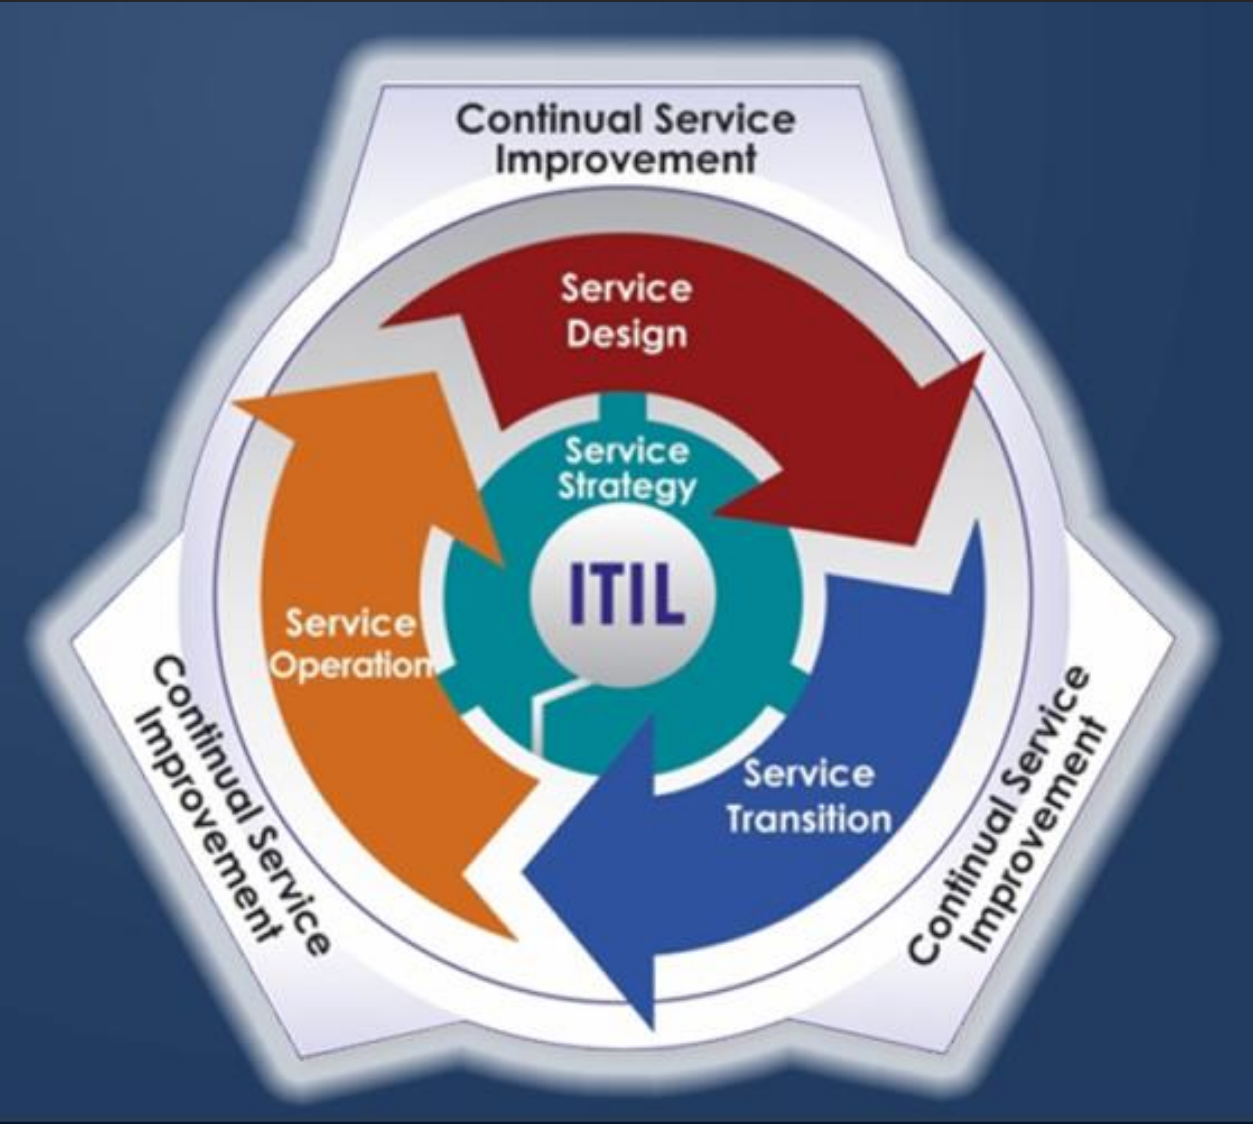 Continual Service
Improvement
Service
Design
Service
Strategy
ITIL
Service
Operation
Service
Transition
Continual Service
Improvement
Continual Service
Improvement